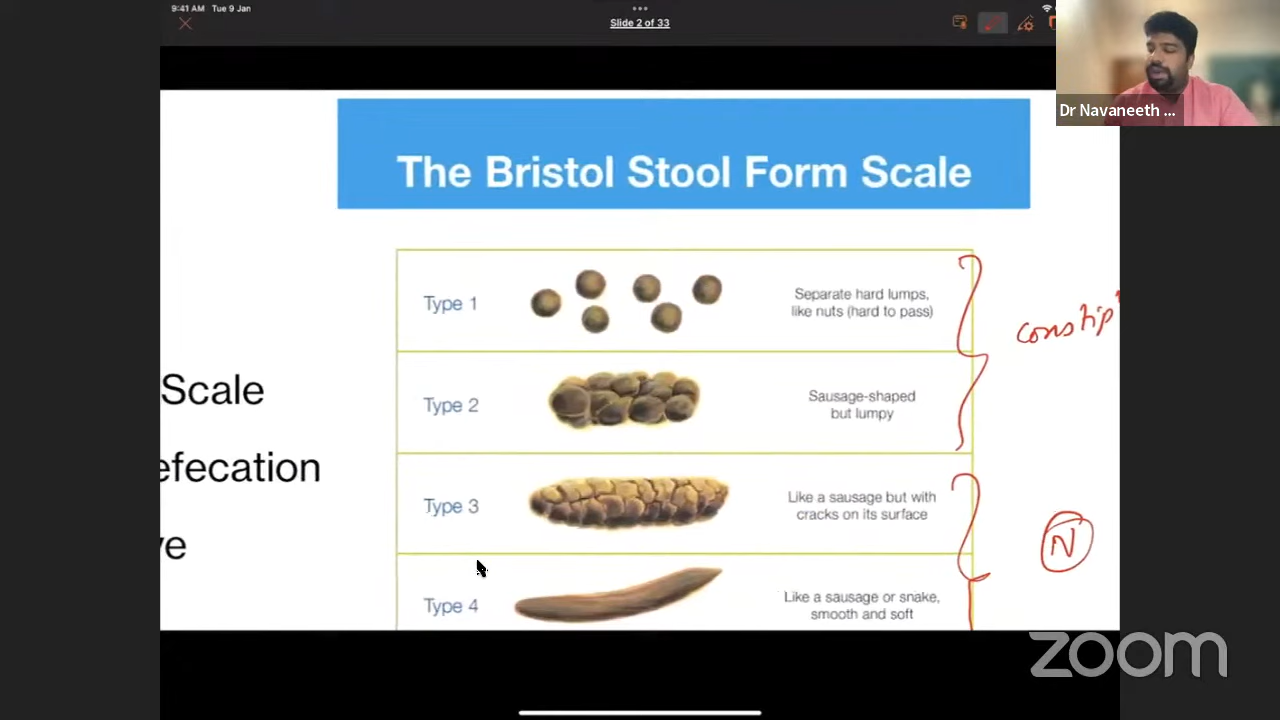 9:41 AM Tue 9 Jan
Slide 2 of 33
Dr Navaneeth ...
The Bristol Stool Form Scale
Type 1
Separate hard lumps,
like nuts (hard to pass)
constip
Scale
Type 2
Sausage-shaped
but lumpy
efecation
Type 3
Like a sausage but with
cracks on its surface
ve
N
Type 4
Like a sausage or snake,
smooth and soft
zoom